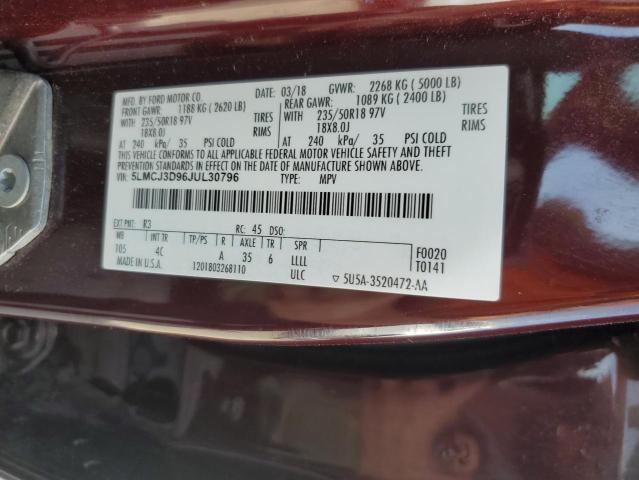 MFD. BY FORD MOTOR CO.
DATE: 03/18 GVWR: 2268 KG ( 5000 LB)
FRONT GAWR: 1188 KG ( 2620 LB) REAR GAWR: 1089 KG ( 2400 LB)
WITH 235/50R18 97V TIRES WITH 235/50R18 97V TIRES
18X8.0J RIMS 18X8.0J RIMS
AT 240 kPa/ 35 PSI COLD AT 240 kPa/ 35 PSI COLD
THIS VEHICLE CONFORMS TO ALL APPLICABLE FEDERAL MOTOR VEHICLE SAFETY AND THEFT
PREVENTION STANDARDS IN EFFECT ON THE DATE OF MANUFACTURE SHOWN ABOVE.
VIN: 5LMCJ3D96JUL30796 TYPE: MPV
EXT PNT: R3 RC: 45 DSO:
WB INT TR TP/PS R AXLE TR SPR F0020
105 4C A 35 6 LLLL T0141
MADE IN U.S.A. 1201803268110 ULC ▽ 5U5A-3520472-AA